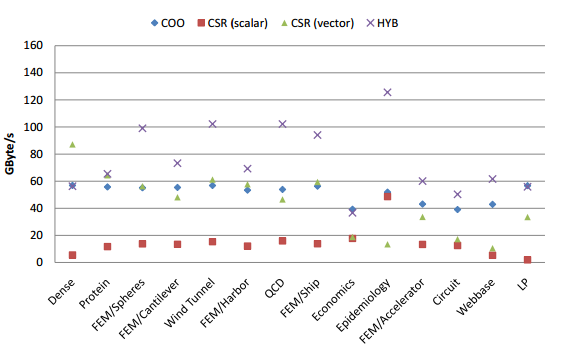 COO CSR (scalar) CSR (vector) HYB
160
140
120
100
80
60
40
20
0
GByte/s
Dense
Protein
FEM/Spheres
FEM/Cantilever
Wind Tunnel
FEM/Harbor
QCD
FEM/Ship
Economics
Epidemiology
FEM/Accelerator
Circuit
Webbase
LP